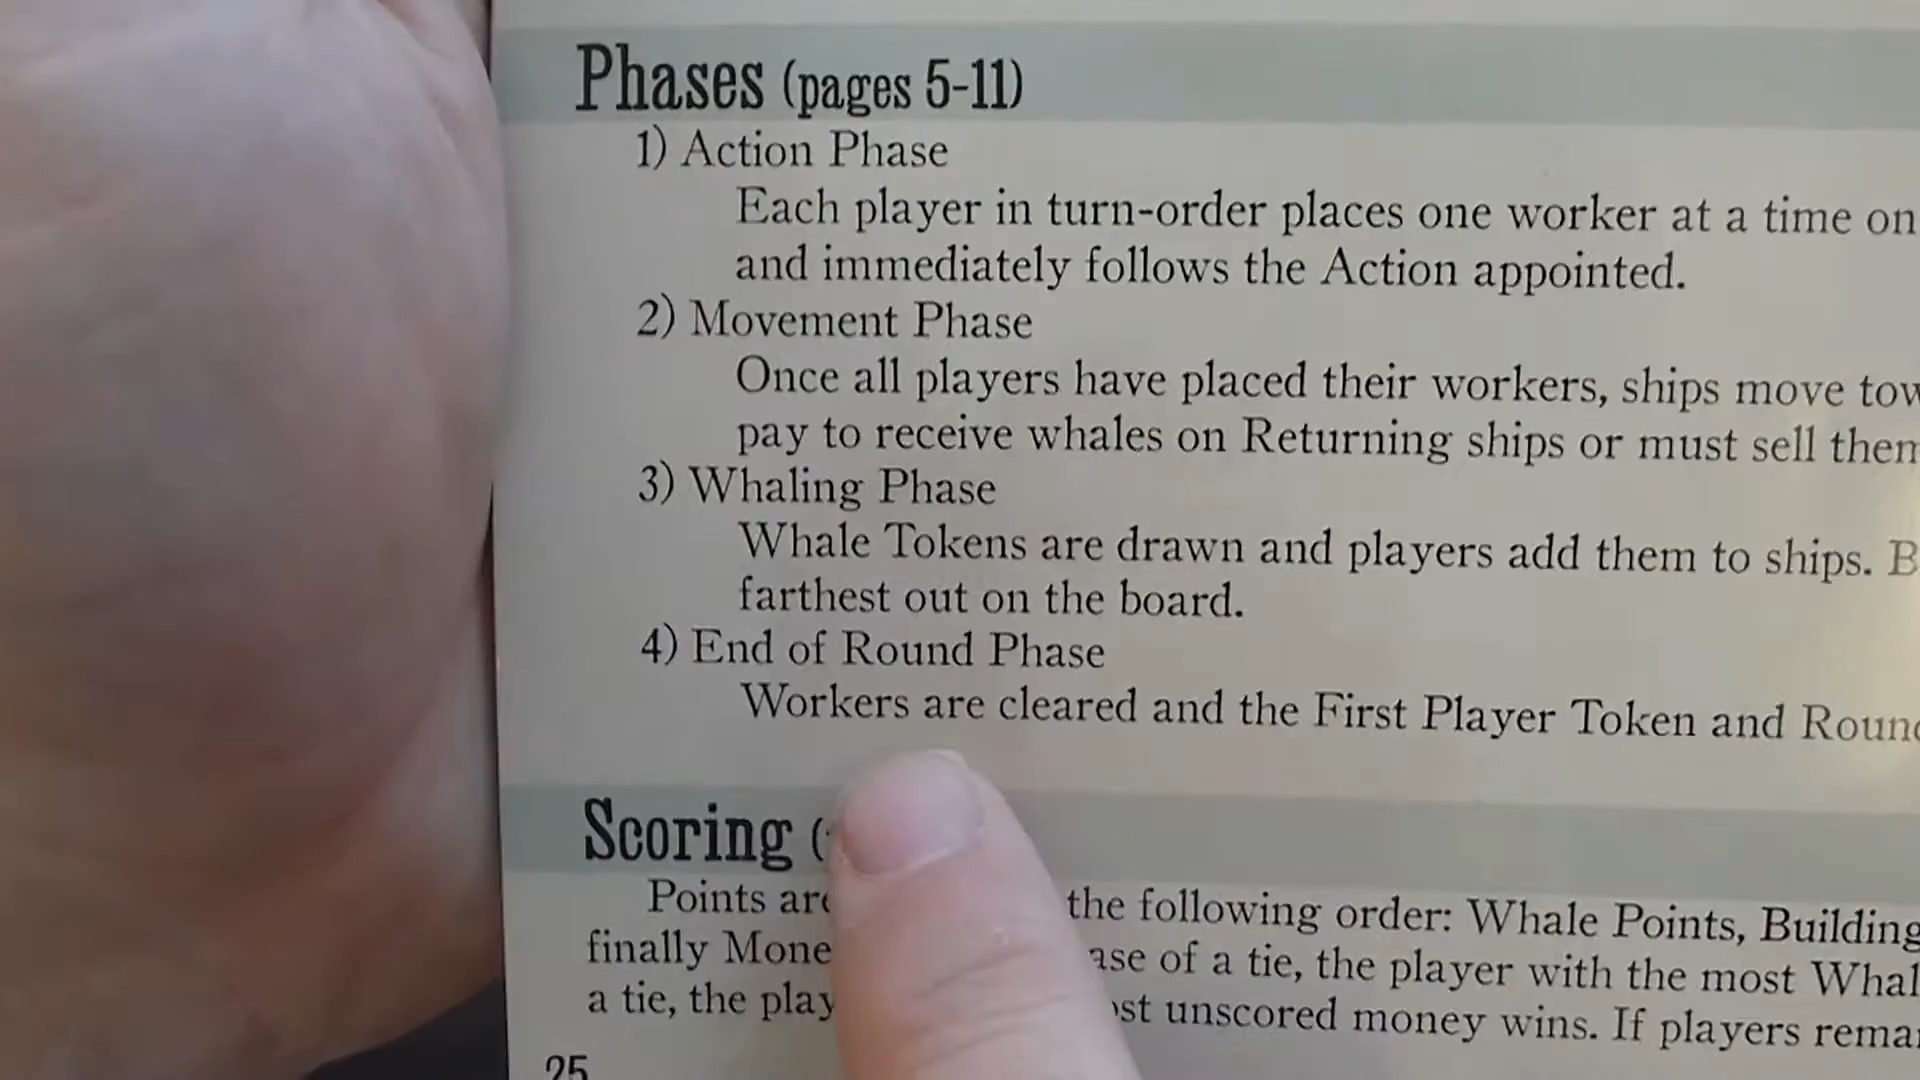 Phases (pages 5-11)
1) Action Phase
Each player in turn-order places one worker at a time on
and immediately follows the Action appointed.
2) Movement Phase
Once all players have placed their workers, ships move
pay to receive whales on Returning ships or must sell
3) Whaling Phase
Whale Tokens are drawn and players add them to ships.
farthest out on the board.
4) End of Round Phase
Workers are cleared and the First Player Token and
Scoring (
Points the following order: Whale Points, Building
finally of a tie, the player with the most
a tie, the unscored money wins. If players
25